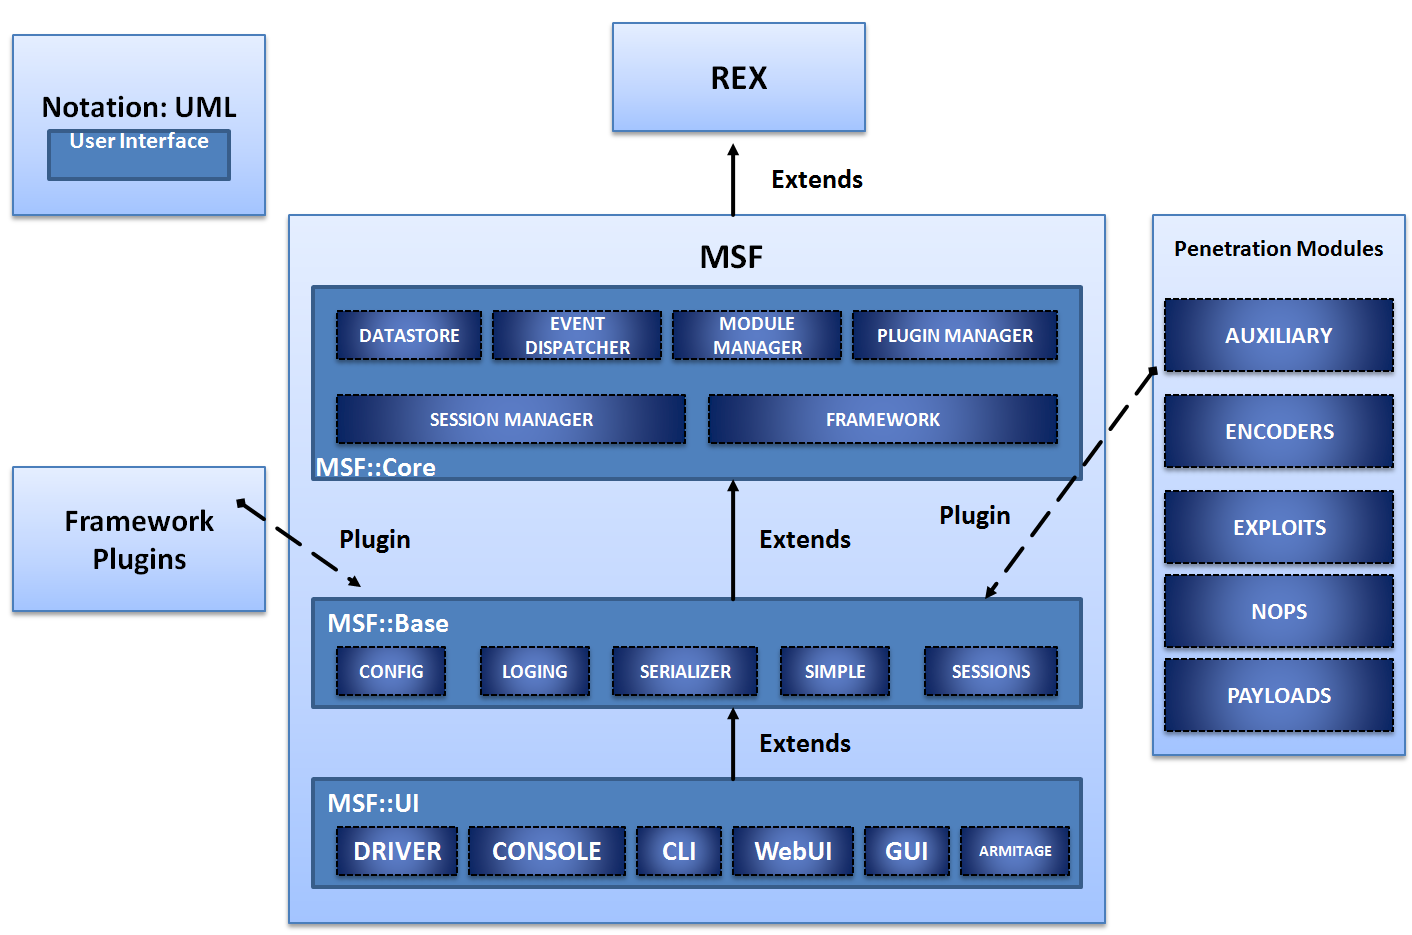 Notation: UML
User Interface
REX
Extends
MSF
DATASTORE
EVENT
DISPATCHER
MODULE
MANAGER
PLUGIN MANAGER
SESSION MANAGER
FRAMEWORK
MSF::Core
Framework
Plugins
Plugin
Extends
Plugin
MSF::Base
CONFIG
LOGING
SERIALIZER
SIMPLE
SESSIONS
Extends
MSF::UI
DRIVER
CONSOLE
CLI
WebUI
GUI
ARMITAGE
Penetration Modules
AUXILIARY
ENCODERS
EXPLOITS
NOPS
PAYLOADS